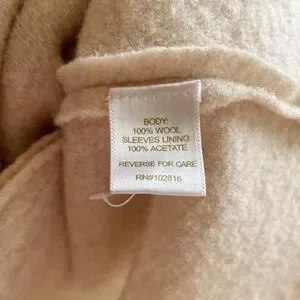 BODY:
100% WOOL
SLEEVES LINING:
100% ACETATE
REVERSE FOR CARE
RN#102816